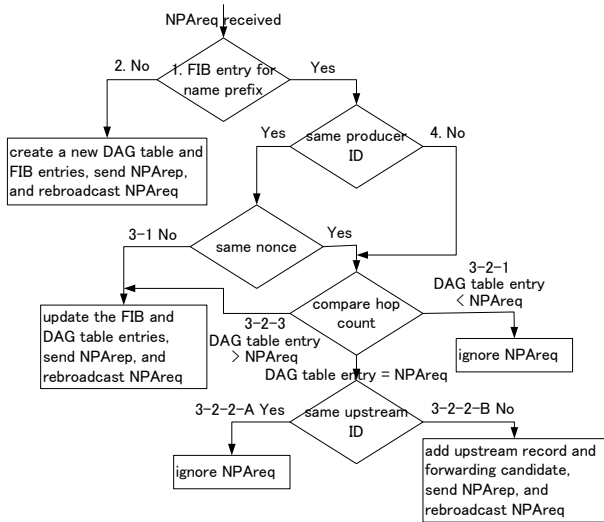 NPAreq received
2. No
1. FIB entry for
name prefix
Yes
create a new DAG table and
FIB entries, send NPArep,
and rebroadcast NPAreq
Yes
same producer
ID
4. No
3-1 No
same nonce
Yes
update the FIB and
DAG table entries,
send NPArep, and
rebroadcast NPAreq
3-2-3
DAG table entry
> NPAreq
compare hop
count
3-2-1
DAG table entry
< NPAreq
ignore NPAreq
DAG table entry = NPAreq
3-2-2-A Yes
same upstream
ID
3-2-2-B No
ignore NPAreq
add upstream record and
forwarding candidate,
send NPArep, and
rebroadcast NPAreq